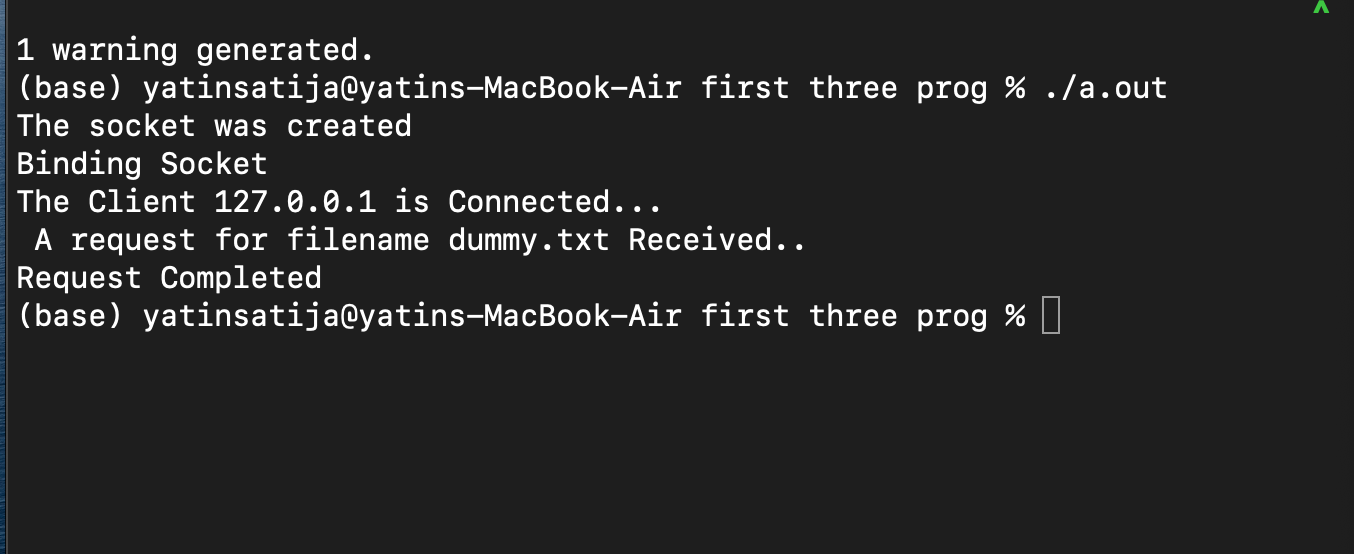 ^
1 warning generated.
(base) yatinsatija@yatins-MacBook-Air first three prog % ./a.out
The socket was created
Binding Socket
The Client 127.0.0.1 is Connected...
 A request for filename dummy.txt Received..
Request Completed
(base) yatinsatija@yatins-MacBook-Air first three prog %